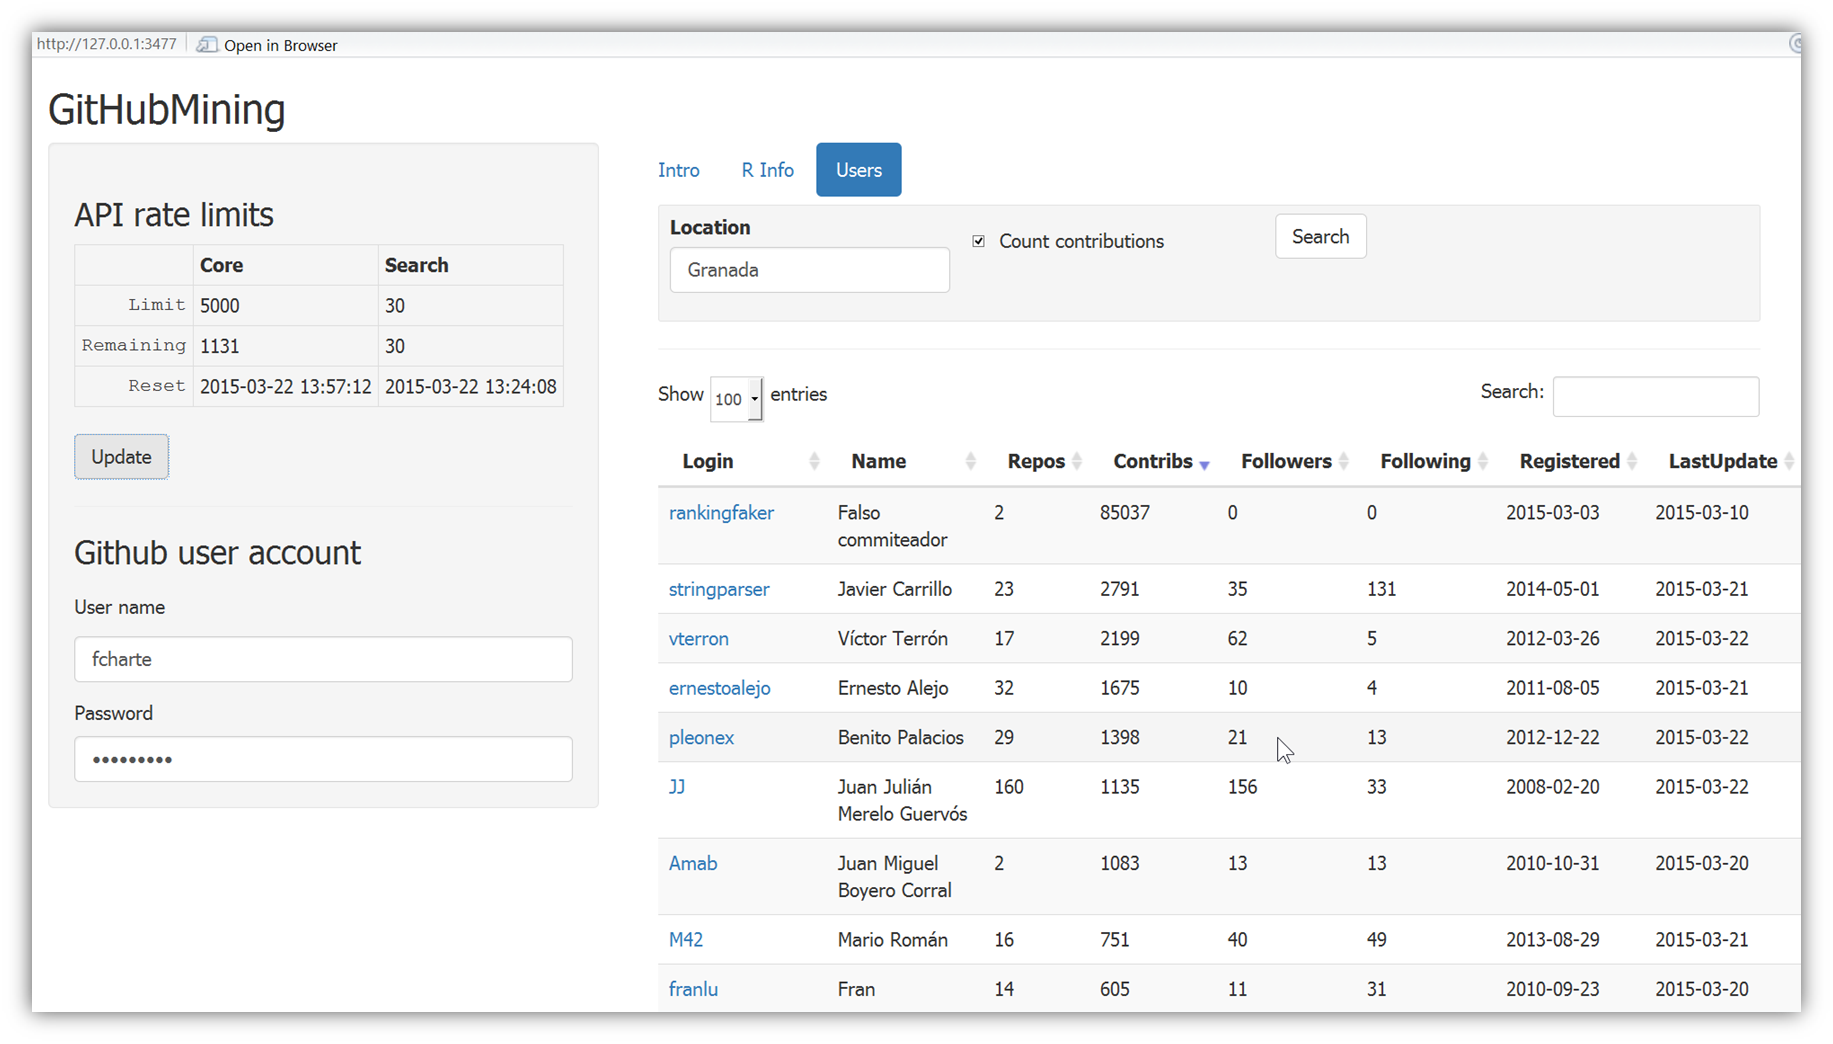 http://127.0.0.1:3477 Open in Browser
GitHubMining
API rate limits
Core Search
Limit 5000 30
Remaining 1131 30
Reset 2015-03-22 13:57:12 2015-03-22 13:24:08
Update
Github user account
User name
fcharte
Password
•••••••••
Intro R Info Users
Location
Granada
Count contributions
Search
Show 100 entries
Search:
Login Name Repos Contribs Followers Following Registered LastUpdate
rankingfaker Falso 2 85037 0 0 2015-03-03 2015-03-10
commiteador
stringparser Javier Carrillo 23 2791 35 131 2014-05-01 2015-03-21
vterron Víctor Terrón 17 2199 62 5 2012-03-26 2015-03-22
ernestoalejo Ernesto Alejo 32 1675 10 4 2011-08-05 2015-03-21
pleonex Benito Palacios 29 1398 21 13 2012-12-22 2015-03-22
JJ Juan Julián 160 1135 156 33 2008-02-20 2015-03-22
Merelo Guervós
Amab Juan Miguel 2 1083 13 13 2010-10-31 2015-03-20
Boyero Corral
M42 Mario Román 16 751 40 49 2013-08-29 2015-03-21
franlu Fran 14 605 11 31 2010-09-23 2015-03-20